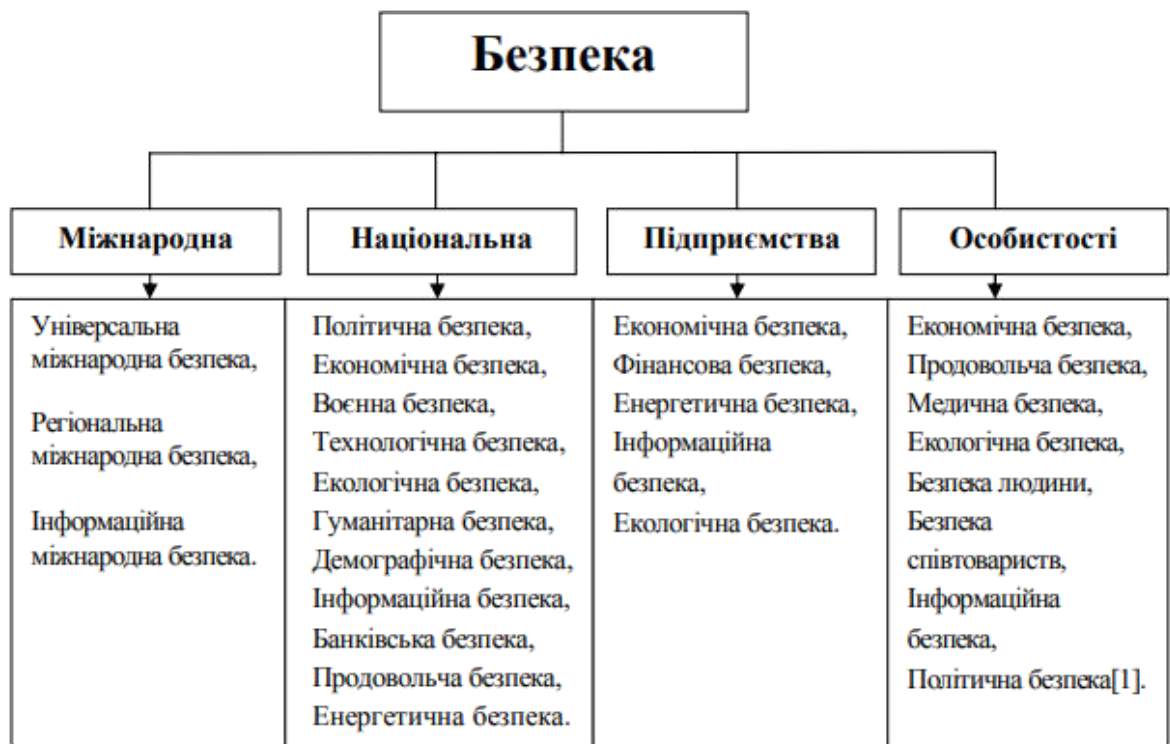 Безпека
Міжнародна
Національна
Підприємства
Особистості
Універсальна
міжнародна безпека,
Регіональна
міжнародна безпека,
Інформаційна
міжнародна безпека.
Політична безпека,
Економічна безпека,
Воєнна безпека,
Технологічна безпека,
Екологічна безпека,
Гуманітарна безпека,
Демографічна безпека,
Інформаційна безпека,
Банківська безпека,
Продовольча безпека,
Енергетична безпека.
Економічна безпека,
Фінансова безпека,
Енергетична безпека,
Інформаційна
безпека,
Екологічна безпека.
Економічна безпека,
Продовольча безпека,
Медична безпека,
Екологічна безпека,
Безпека людини,
Безпека
співтовариств,
Інформаційна
безпека,
Політична безпека[1].